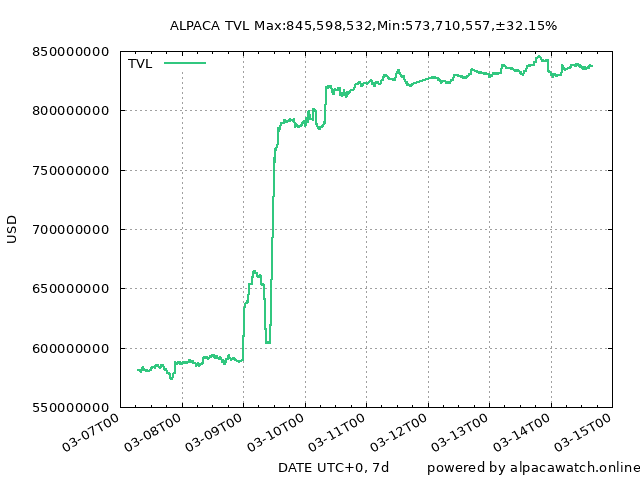 ALPACA TVL Max:845,598,532,Min:573,710,557,±32.15%
850000000
TVL
800000000
750000000
700000000
USD
650000000
600000000
550000000
03-07T00
03-08T00
03-09T00
03-10T00
03-11T00
03-12T00
03-13T00
03-14T00
03-15T00
DATE UTC+0, 7d
powered by alpacawatch.online